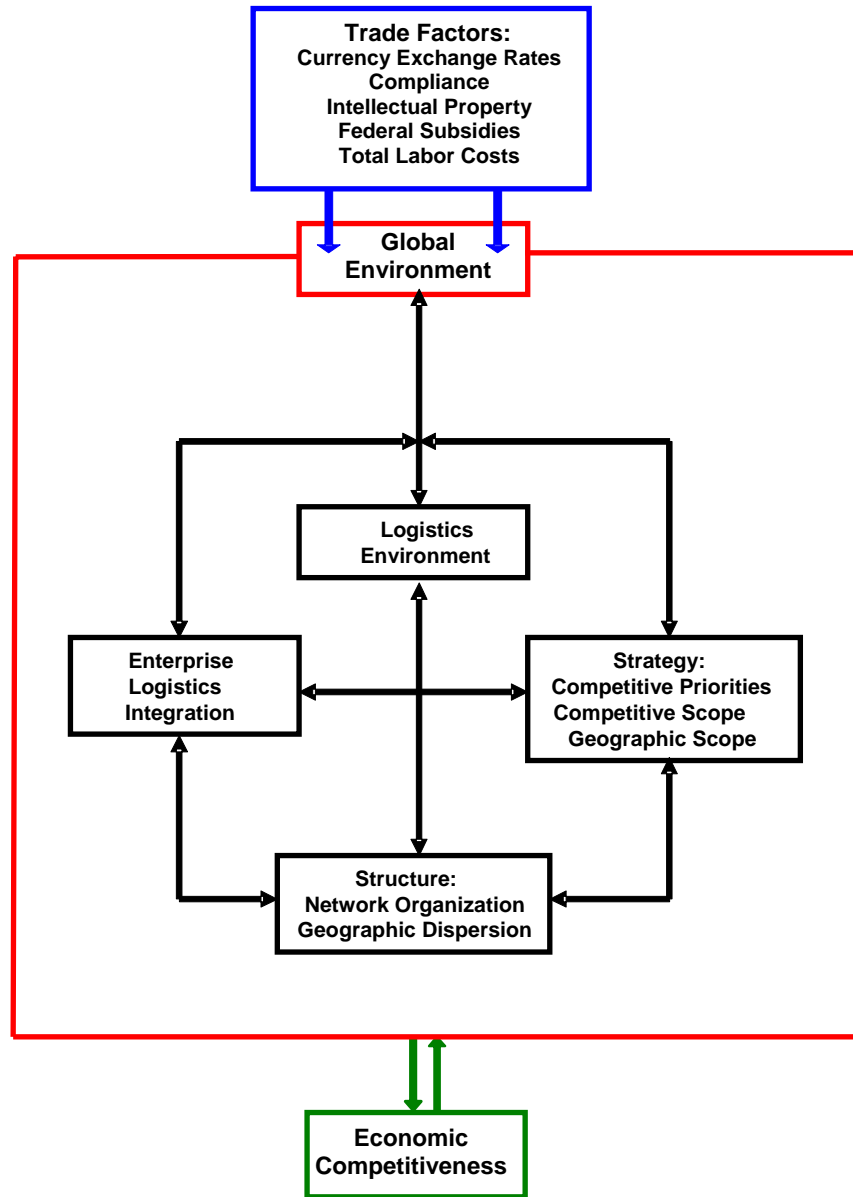 Trade Factors:
Currency Exchange Rates
Compliance
Intellectual Property
Federal Subsidies
Total Labor Costs
Global
Environment
Logistics
Environment
Enterprise
Logistics
Integration
Strategy:
Competitive Priorities
Competitive Scope
Geographic Scope
Structure:
Network Organization
Geographic Dispersion
Economic
Competitiveness